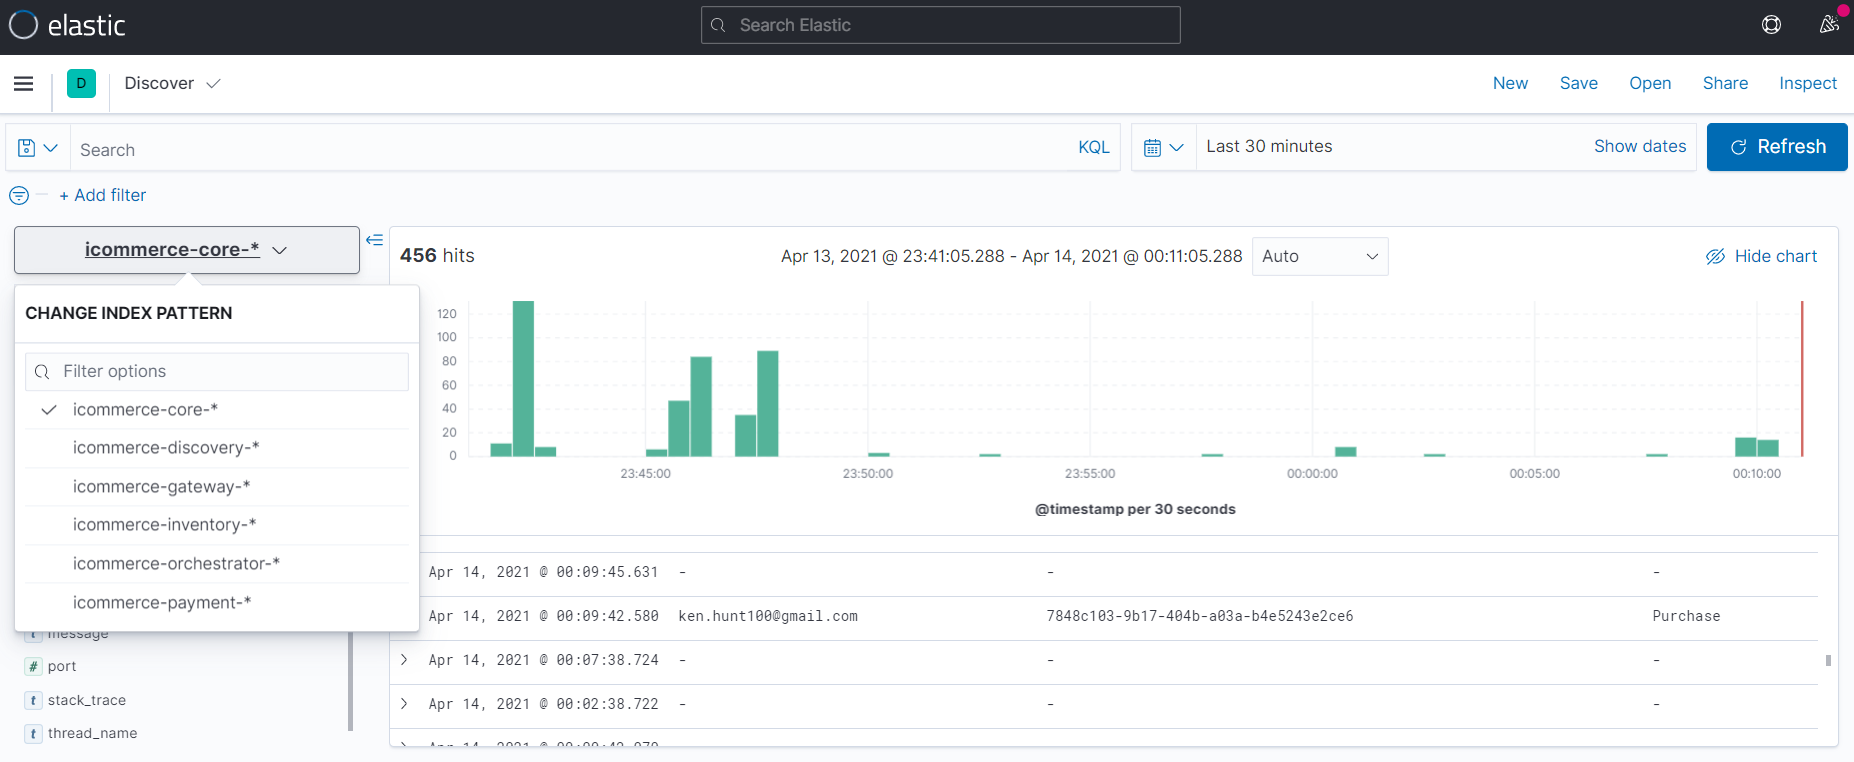 elastic
Search Elastic
D
Discover
New Save Open Share Inspect
Search
KQL
Last 30 minutes
Show dates
Refresh
+ Add filter
icommerce-core-*
CHANGE INDEX PATTERN
Filter options
icommerce-core-*
icommerce-discovery-*
icommerce-gateway-*
icommerce-inventory-*
icommerce-orchestrator-*
icommerce-payment-*
t message
# port
t stack_trace
t thread_name
456 hits
Apr 13, 2021 @ 23:41:05.288 - Apr 14, 2021 @ 00:11:05.288
Auto
Hide chart
120
100
80
60
40
20
0
23:45:00 23:50:00 23:55:00 00:00:00 00:05:00 00:10:00
@timestamp per 30 seconds
Apr 14, 2021 @ 00:09:45.631 - - -
Apr 14, 2021 @ 00:09:42.580 ken.hunt100@gmail.com 7848c103-9b17-404b-a03a-b4e5243e2ce6 Purchase
Apr 14, 2021 @ 00:07:38.724 - - -
Apr 14, 2021 @ 00:02:38.722 - - -